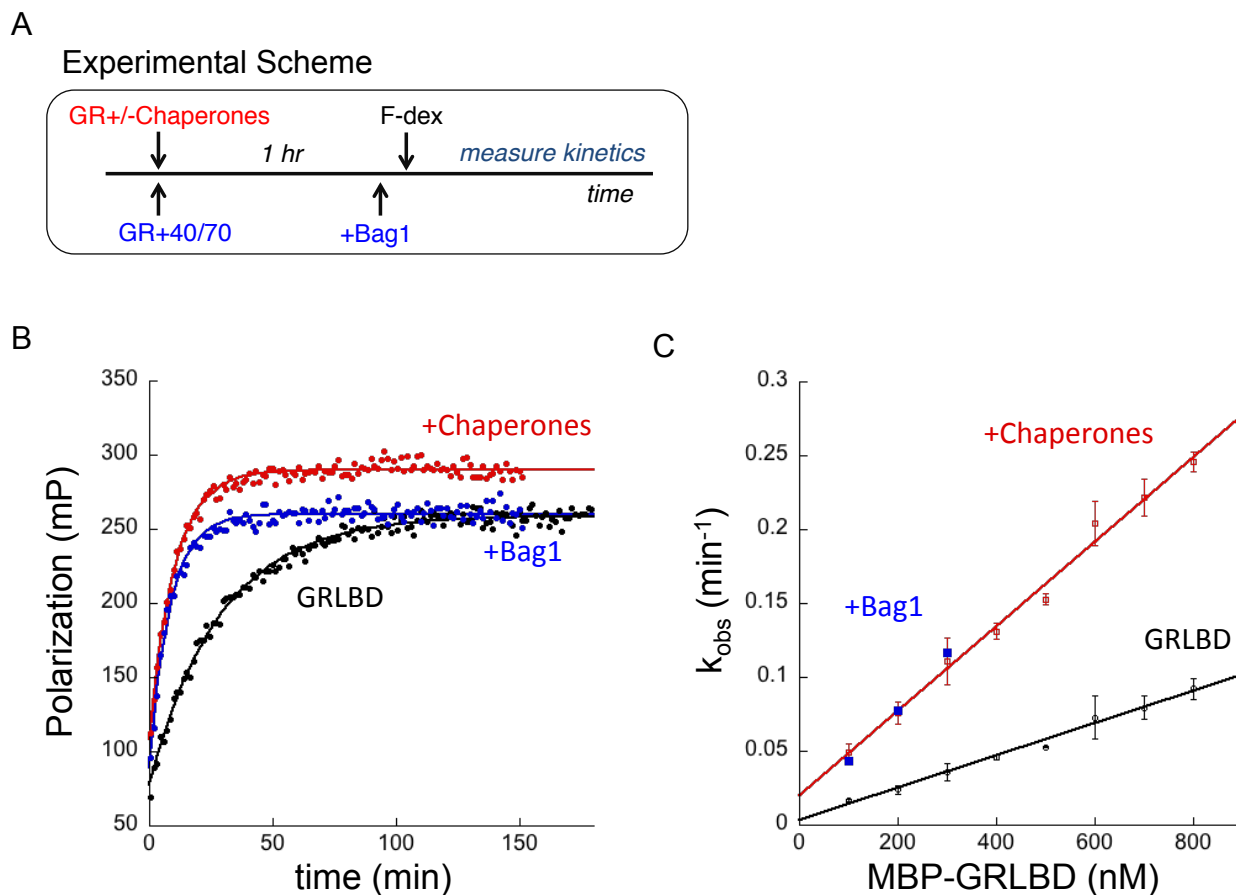 A
Experimental Scheme
GR+/-Chaperones
F-dex
1 hr
measure kinetics
time
GR+40/70
+Bag1
B
350
300
250
200
150
100
50
0
50
100
150
Polarization (mP)
time (min)
+Chaperones
+Bag1
GRLBD
C
0.3
0.25
0.2
0.15
0.1
0.05
0
0
200
400
600
800
kobs (min-1)
MBP-GRLBD (nM)
+Chaperones
+Bag1
GRLBD